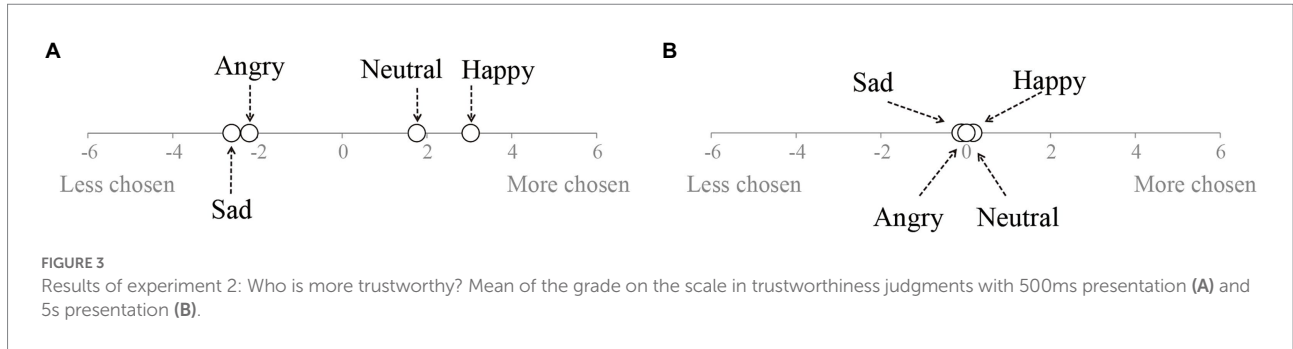 A
Angry
Neutral
Happy
-6
-4
-2
0
2
4
6
Less chosen
More chosen
Sad
B
Sad
Happy
-6
-4
-2
0
2
4
6
Less chosen
More chosen
Angry
Neutral
FIGURE 3
Results of experiment 2: Who is more trustworthy? Mean of the grade on the scale in trustworthiness judgments with 500ms presentation (A) and
5s presentation (B).